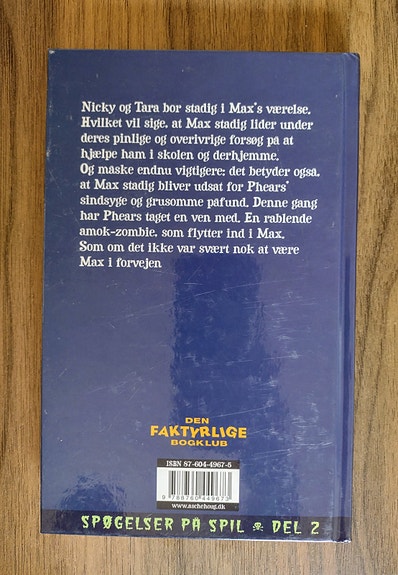 Nicky og Tara bor stadig i Max's værelse.
Hvilket vil sige, at Max stadig lider under
deres pinlige og overivrige forsøg på at
hjælpe ham i skolen og derhjemme.
Og måske endnu vigtigere: det betyder også,
at Max stadig bliver udsat for Phears'
sindsyge og grusomme påfund. Denne gang
har Phears taget en ven med. En rablende
amok-zombie, som flytter ind i Max.
Som om det ikke var svært nok at være
Max i forvejen
DEN
FAKTYRLIGE
BOGKLUB
ISBN 87-604-4967-5
9 788760 449673
www.aschehoug.dk
SPØGELSER PÅ SPIL DEL 2